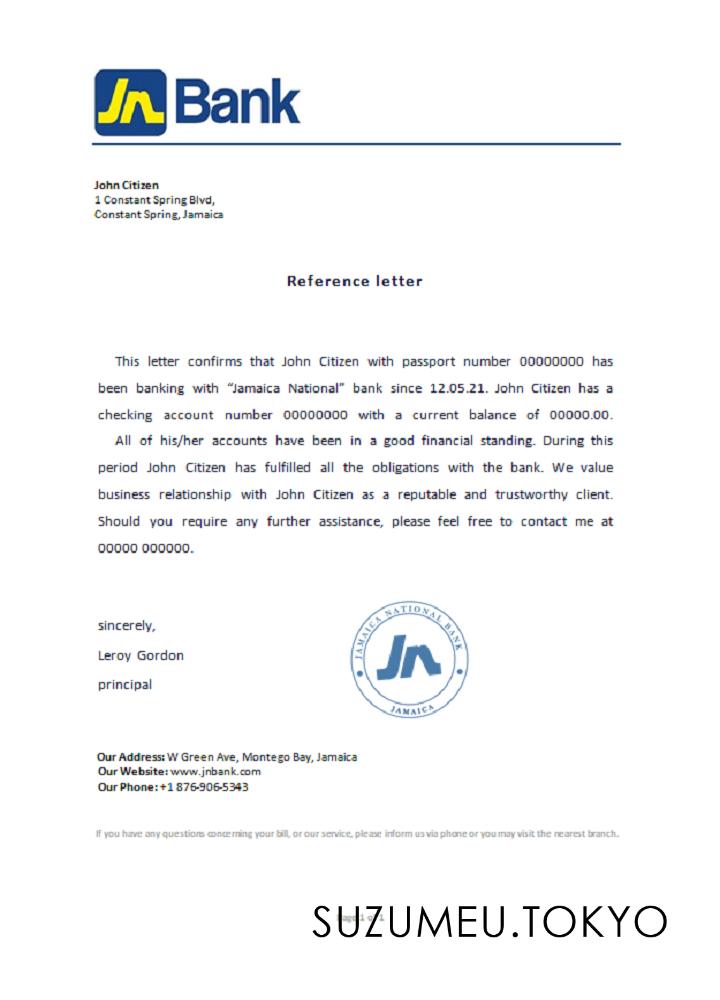 Jn Bank
John Citizen
1 Constant Spring Blvd,
Constant Spring, Jamaica
Reference letter
This letter confirms that John Citizen with passport number 00000000 has
been banking with “Jamaica National” bank since 12.05.21. John Citizen has a
checking account number 00000000 with a current balance of 00000.00.
All of his/her accounts have been in a good financial standing. During this
period John Citizen has fulfilled all the obligations with the bank. We value
business relationship with John Citizen as a reputable and trustworthy client.
Should you require any further assistance, please feel free to contact me at
00000 000000.
sincerely,
Leroy Gordon
principal
JAMAICA NATIONAL BANK
Jn
JAMAICA
Our Address: W Green Ave, Montego Bay, Jamaica
Our Website: www.jnbank.com
Our Phone: +1 876-906-5343
If you have any questions concerning your bill, or our service, please inform us via phone or you may visit the nearest branch.
Page 1 of 1
SUZUMEU.TOKYO